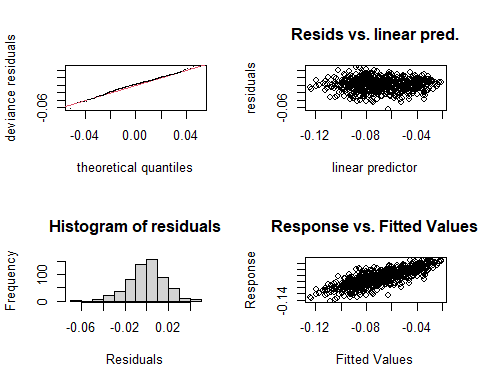 deviance residuals
-0.06
-0.04
0.00
0.04
theoretical quantiles
Resids vs. linear pred.
residuals
-0.06
-0.12
-0.08
-0.04
linear predictor
Histogram of residuals
Frequency
0
100
-0.06
-0.02
0.02
Residuals
Response vs. Fitted Values
Response
-0.14
-0.12
-0.08
-0.04
Fitted Values